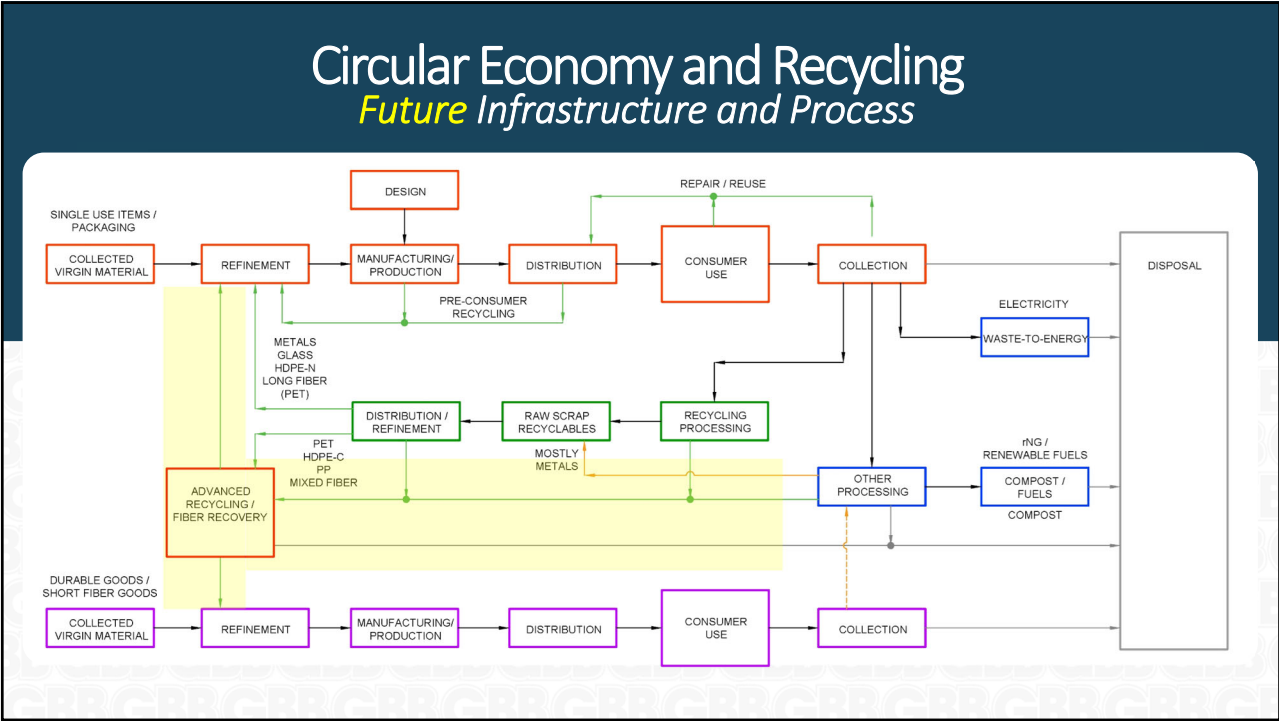 Circular Economy and Recycling
Future Infrastructure and Process
DESIGN
REPAIR / REUSE
SINGLE USE ITEMS /
PACKAGING
COLLECTED
VIRGIN MATERIAL
REFINEMENT
MANUFACTURING/
PRODUCTION
DISTRIBUTION
CONSUMER
USE
COLLECTION
DISPOSAL
PRE-CONSUMER
RECYCLING
ELECTRICITY
WASTE-TO-ENERGY
METALS
GLASS
HDPE-N
LONG FIBER
(PET)
DISTRIBUTION /
REFINEMENT
RAW SCRAP
RECYCLABLES
RECYCLING
PROCESSING
PET
HDPE-C
PP
MIXED FIBER
MOSTLY
METALS
rNG /
RENEWABLE FUELS
ADVANCED
RECYCLING /
FIBER RECOVERY
OTHER
PROCESSING
COMPOST /
FUELS
COMPOST
DURABLE GOODS /
SHORT FIBER GOODS
COLLECTED
VIRGIN MATERIAL
REFINEMENT
MANUFACTURING/
PRODUCTION
DISTRIBUTION
CONSUMER
USE
COLLECTION
GBB